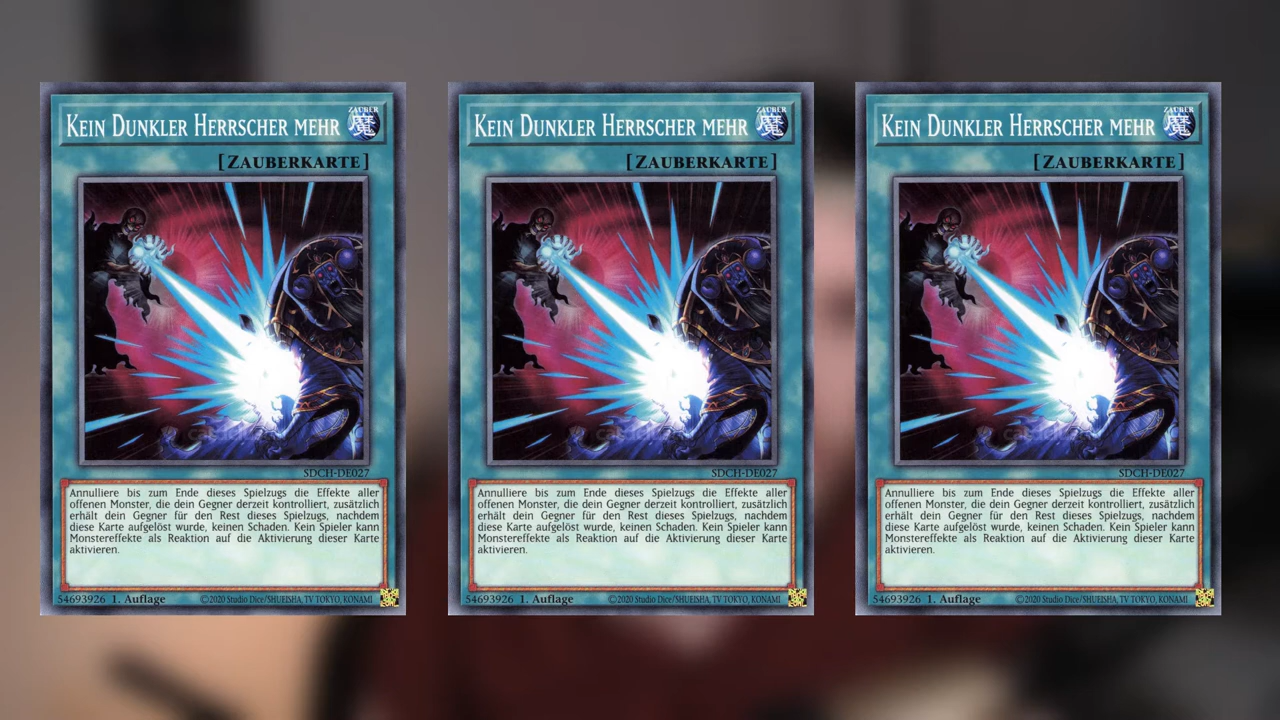 KEIN DUNKLER HERRSCHER MEHR
ZAUBER
魔
[ZAUBERKARTE]
SDCH-DE027
Annulliere bis zum Ende dieses Spielzugs die Effekte aller
offenen Monster, die dein Gegner derzeit kontrolliert, zusätzlich
erhält dein Gegner für den Rest dieses Spielzugs, nachdem
diese Karte aufgelöst wurde, keinen Schaden. Kein Spieler kann
Monstereffekte als Reaktion auf die Aktivierung dieser Karte
aktivieren.
54693926 1. Auflage ©2020 Studio Dice/SHUEISHA, TV TOKYO, KONAMI
KEIN DUNKLER HERRSCHER MEHR
ZAUBER
魔
[ZAUBERKARTE]
SDCH-DE027
Annulliere bis zum Ende dieses Spielzugs die Effekte aller
offenen Monster, die dein Gegner derzeit kontrolliert, zusätzlich
erhält dein Gegner für den Rest dieses Spielzugs, nachdem
diese Karte aufgelöst wurde, keinen Schaden. Kein Spieler kann
Monstereffekte als Reaktion auf die Aktivierung dieser Karte
aktivieren.
54693926 1. Auflage ©2020 Studio Dice/SHUEISHA, TV TOKYO, KONAMI
KEIN DUNKLER HERRSCHER MEHR
ZAUBER
魔
[ZAUBERKARTE]
SDCH-DE027
Annulliere bis zum Ende dieses Spielzugs die Effekte aller
offenen Monster, die dein Gegner derzeit kontrolliert, zusätzlich
erhält dein Gegner für den Rest dieses Spielzugs, nachdem
diese Karte aufgelöst wurde, keinen Schaden. Kein Spieler kann
Monstereffekte als Reaktion auf die Aktivierung dieser Karte
aktivieren.
54693926 1. Auflage ©2020 Studio Dice/SHUEISHA, TV TOKYO, KONAMI